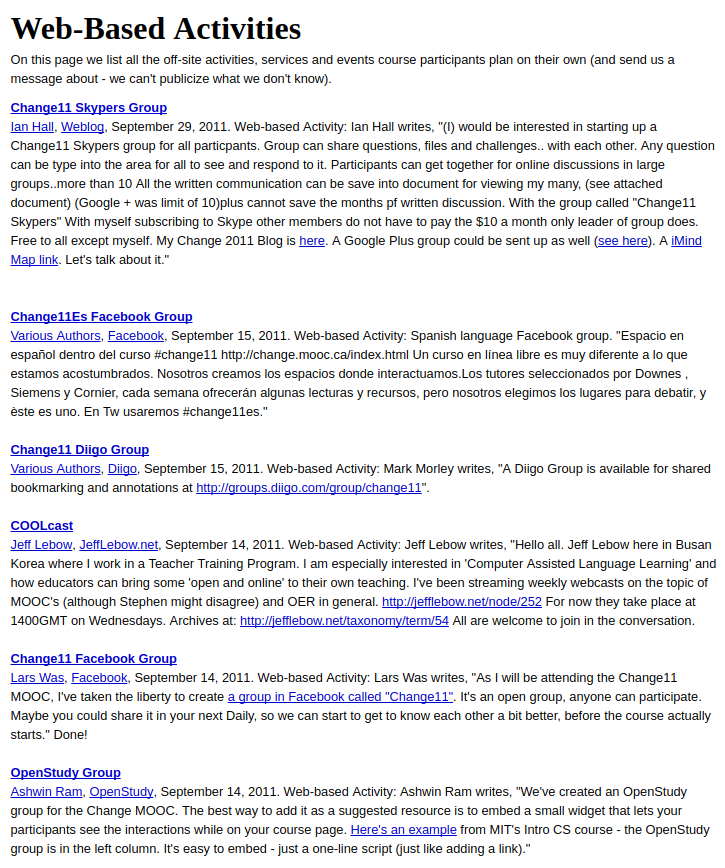 Web-Based Activities
On this page we list all the off-site activities, services and events course participants plan on their own (and send us a
message about - we can't publicize what we don't know).
Change11 Skypers Group
Ian Hall, Weblog, September 29, 2011. Web-based Activity: Ian Hall writes, "(I) would be interested in starting up a
Change11 Skypers group for all particpants. Group can share questions, files and challenges.. with each other. Any question
can be type into the area for all to see and respond to it. Participants can get together for online discussions in large
groups..more than 10 All the written communication can be save into document for viewing my many, (see attached
document) (Google + was limit of 10)plus cannot save the months pf written discussion. With the group called "Change11
Skypers" With myself subscribing to Skype other members do not have to pay the $10 a month only leader of group does.
Free to all except myself. My Change 2011 Blog is here. A Google Plus group could be sent up as well (see here). A iMind
Map link. Let's talk about it."
Change11Es Facebook Group
Various Authors, Facebook, September 15, 2011. Web-based Activity: Spanish language Facebook group. "Espacio en
español dentro del curso #change11 http://change.mooc.ca/index.html Un curso en línea libre es muy diferente a lo que
estamos acostumbrados. Nosotros creamos los espacios donde interactuamos.Los tutores seleccionados por Downes ,
Siemens y Cornier, cada semana ofrecerán algunas lecturas y recursos, pero nosotros elegimos los lugares para debatir, y
èste es uno. En Tw usaremos #change11es."
Change11 Diigo Group
Various Authors, Diigo, September 15, 2011. Web-based Activity: Mark Morley writes, "A Diigo Group is available for shared
bookmarking and annotations at http://groups.diigo.com/group/change11".
COOLcast
Jeff Lebow, JeffLebow.net, September 14, 2011. Web-based Activity: Jeff Lebow writes, "Hello all. Jeff Lebow here in Busan
Korea where I work in a Teacher Training Program. I am especially interested in 'Computer Assisted Language Learning' and
how educators can bring some 'open and online' to their own teaching. I've been streaming weekly webcasts on the topic of
MOOC's (although Stephen might disagree) and OER in general. http://jefflebow.net/node/252 For now they take place at
1400GMT on Wednesdays. Archives at: http://jefflebow.net/taxonomy/term/54 All are welcome to join in the conversation.
Change11 Facebook Group
Lars Was, Facebook, September 14, 2011. Web-based Activity: Lars Was writes, "As I will be attending the Change11
MOOC, I've taken the liberty to create a group in Facebook called "Change11". It's an open group, anyone can participate.
Maybe you could share it in your next Daily, so we can start to get to know each other a bit better, before the course actually
starts." Done!
OpenStudy Group
Ashwin Ram, OpenStudy, September 14, 2011. Web-based Activity: Ashwin Ram writes, "We've created an OpenStudy
group for the Change MOOC. The best way to add it as a suggested resource is to embed a small widget that lets your
participants see the interactions while on your course page. Here's an example from MIT's Intro CS course - the OpenStudy
group is in the left column. It's easy to embed - just a one-line script (just like adding a link)."